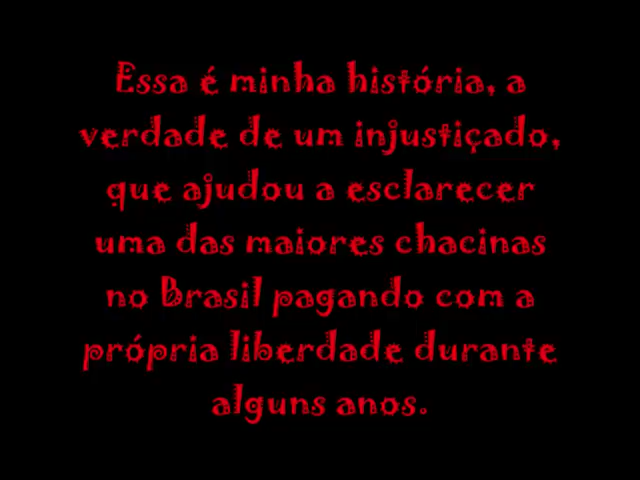 Essa é minha história, a
verdade de um injustiçado,
que ajudou a esclarecer
uma das maiores chacinas
no Brasil pagando com a
própria liberdade durante
alguns anos.